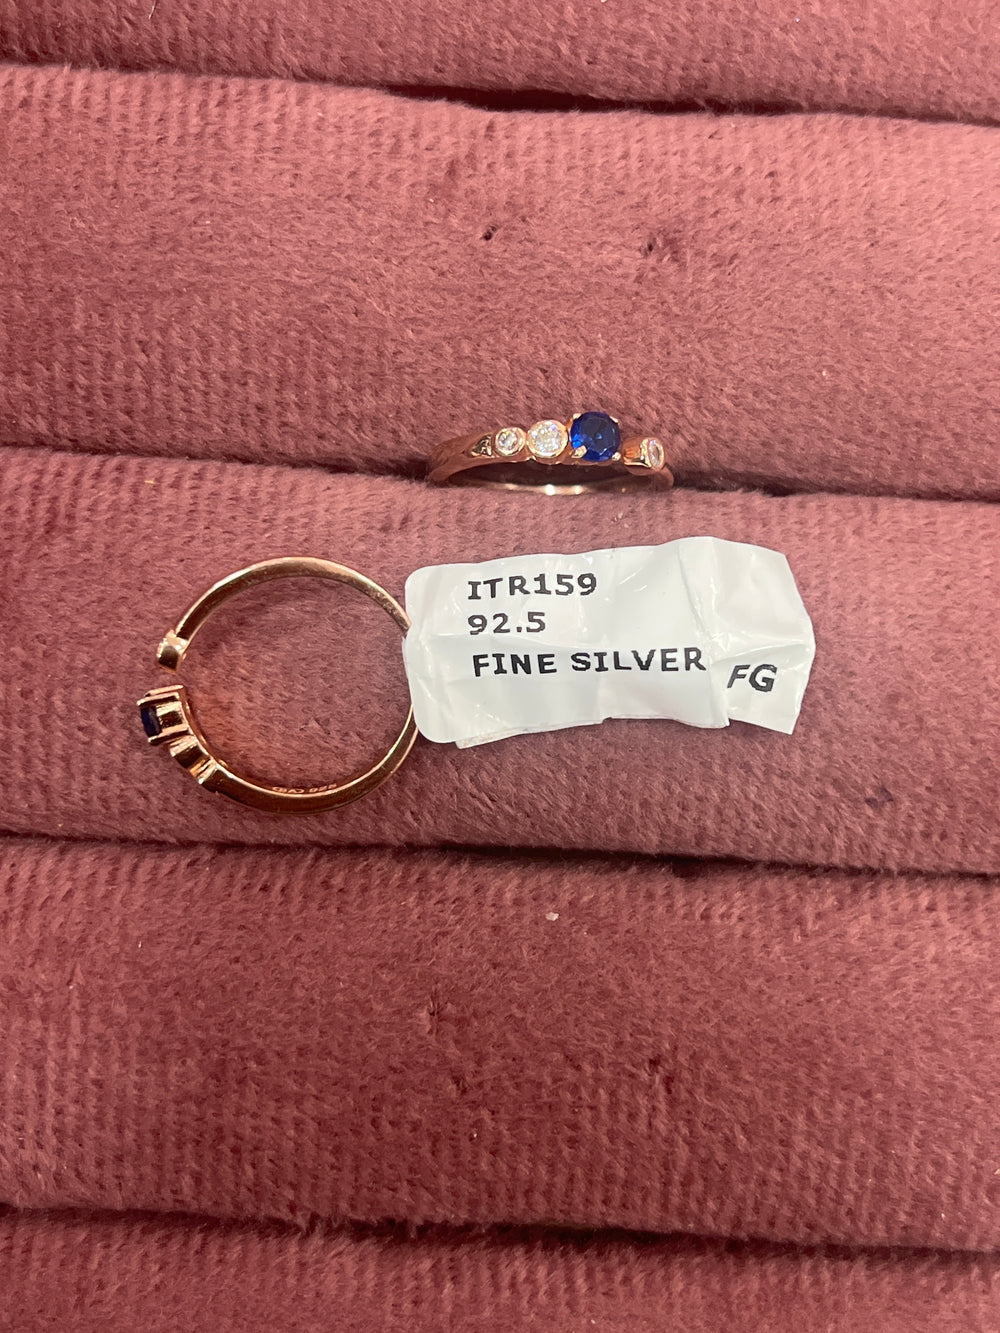 ITR159
92.5
FINE SILVER FG